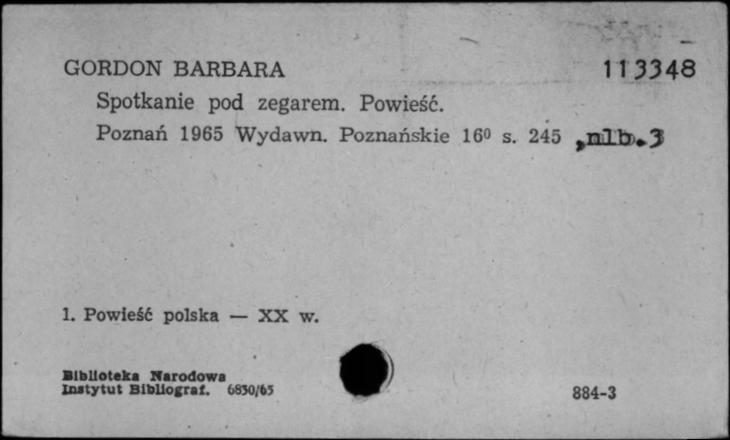 GORDON BARBARA 113348
Spotkanie pod zegarem. Powieść.
Poznań 1965 Wydawn. Poznańskie 16⁰ s. 245 ,nlb.3
1. Powieść polska — XX w.
Biblioteka Narodowa
Instytut Bibliograf. 6830/65
884-3